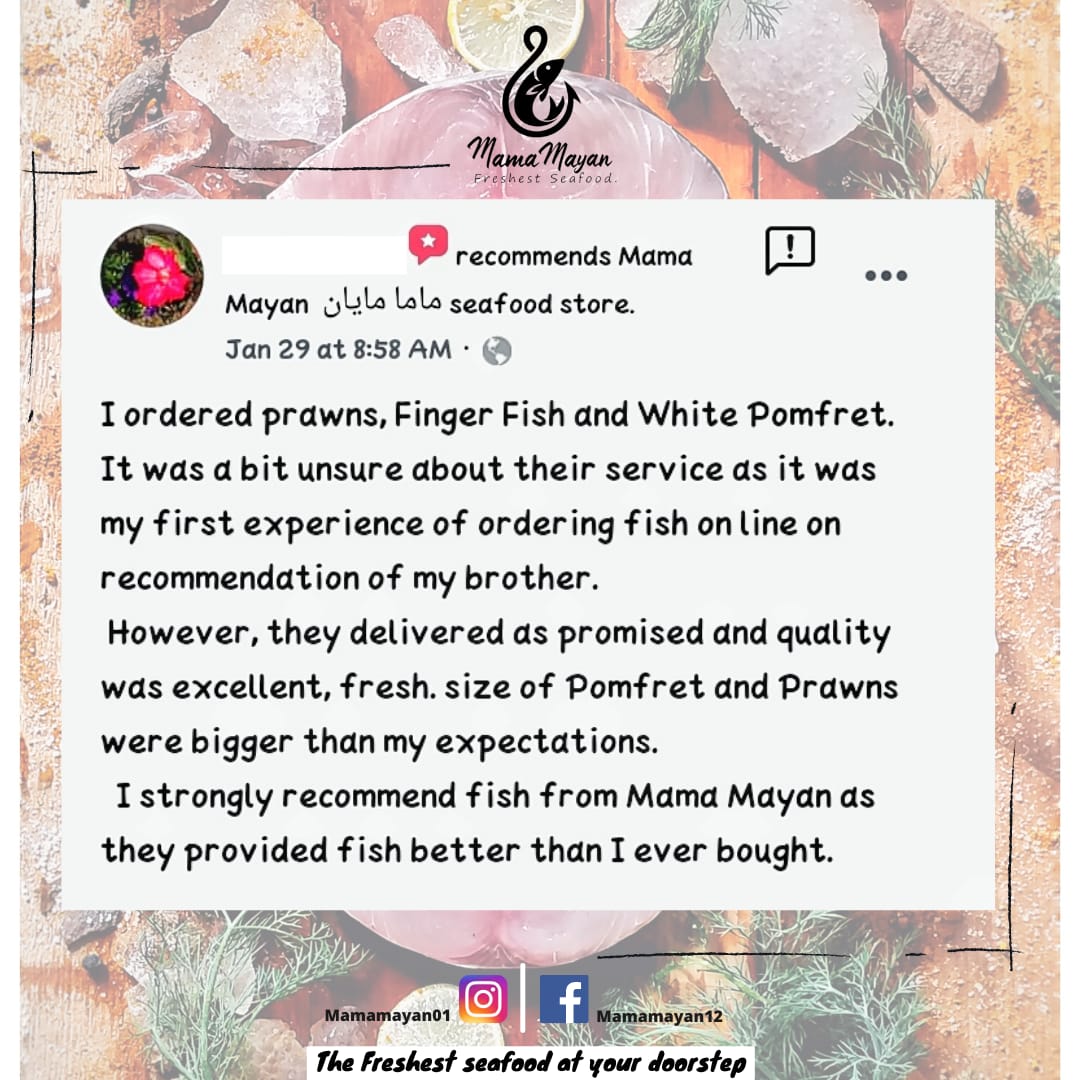 Mama Mayan
Freshest Seafood.
recommends Mama
Mayan ماما مايان seafood store.
Jan 29 at 8:58 AM ·
I ordered prawns, Finger Fish and White Pomfret.
It was a bit unsure about their service as it was
my first experience of ordering fish on line on
recommendation of my brother.
However, they delivered as promised and quality
was excellent, fresh. size of Pomfret and Prawns
were bigger than my expectations.
I strongly recommend fish from Mama Mayan as
they provided fish better than I ever bought.
Mamamayan01
Mamamayan12
The Freshest seafood at your doorstep